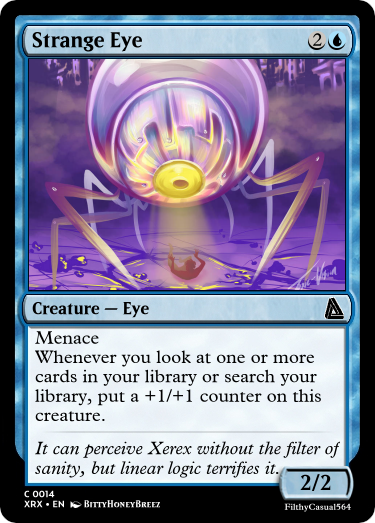 Strange Eye
2
Creature — Eye
Menace
Whenever you look at one or more
cards in your library or search your
library, put a +1/+1 counter on this
creature.
It can perceive Xerex without the filter of
sanity, but linear logic terrifies it.
2/2
C 0014
XRX • EN BittyHoneyBreez
FilthyCasual564